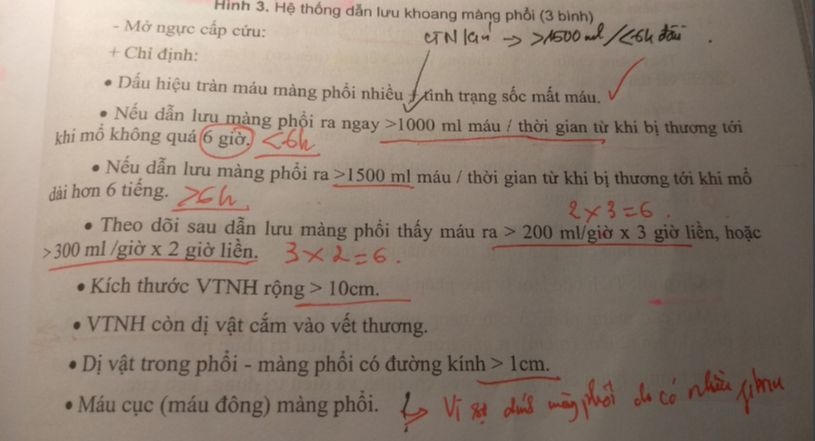 Hình 3. Hệ thống dẫn lưu khoang màng phổi (3 bình)
- Mở ngực cấp cứu:
CTN → >1500 ml /<6h đầu
+ Chỉ định:
• Dấu hiệu tràn máu màng phổi nhiều + tình trạng sốc mất máu.
• Nếu dẫn lưu màng phổi ra ngay >1000 ml máu / thời gian từ khi bị thương tới
khi mổ không quá 6 giờ. <6h
• Nếu dẫn lưu màng phổi ra >1500 ml máu / thời gian từ khi bị thương tới khi mổ
dài hơn 6 tiếng. >6h
2 x 3 = 6.
• Theo dõi sau dẫn lưu màng phổi thấy máu ra > 200 ml/giờ x 3 giờ liền, hoặc
>300 ml /giờ x 2 giờ liền. 3 x 2 = 6.
• Kích thước VTNH rộng > 10cm.
• VTNH còn dị vật cắm vào vết thương.
• Dị vật trong phổi - màng phổi có đường kính > 1cm.
• Máu cục (máu đông) màng phổi. ↳ Vì sợ dính màng phổi do có nhiều fibrin